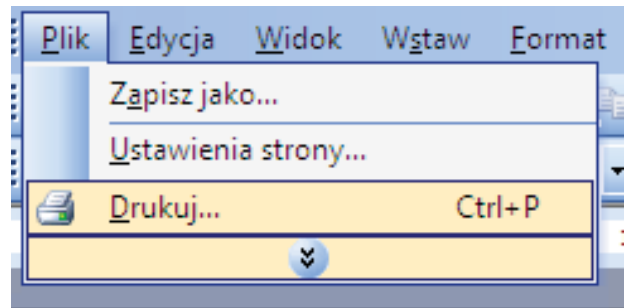 Plik Edycja Widok Wstaw Format
Zapisz jako...
Ustawienia strony...
Drukuj... Ctrl+P